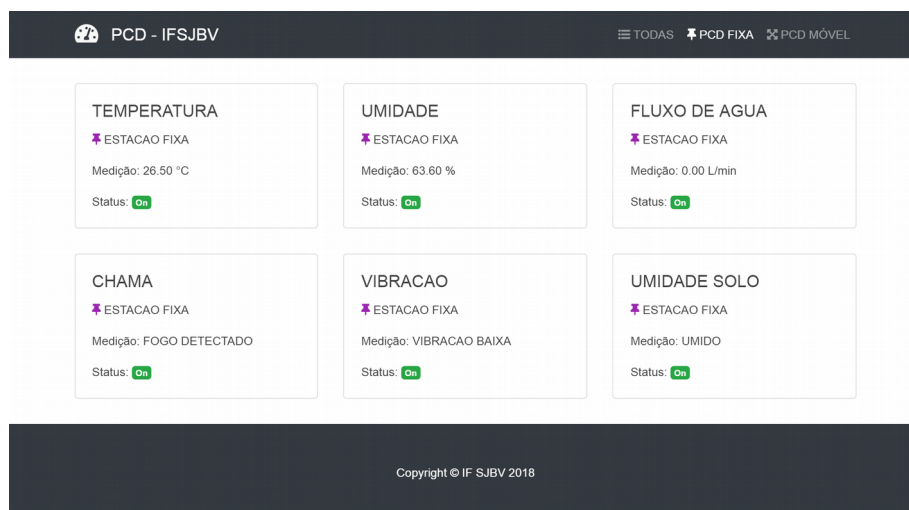 PCD - IFSJBV
TODAS PCD FIXA PCD MÓVEL
TEMPERATURA
ESTACAO FIXA
Medição: 26.50 °C
Status: On
UMIDADE
ESTACAO FIXA
Medição: 63.60 %
Status: On
FLUXO DE AGUA
ESTACAO FIXA
Medição: 0.00 L/min
Status: On
CHAMA
ESTACAO FIXA
Medição: FOGO DETECTADO
Status: On
VIBRACAO
ESTACAO FIXA
Medição: VIBRACAO BAIXA
Status: On
UMIDADE SOLO
ESTACAO FIXA
Medição: UMIDO
Status: On
Copyright © IF SJBV 2018